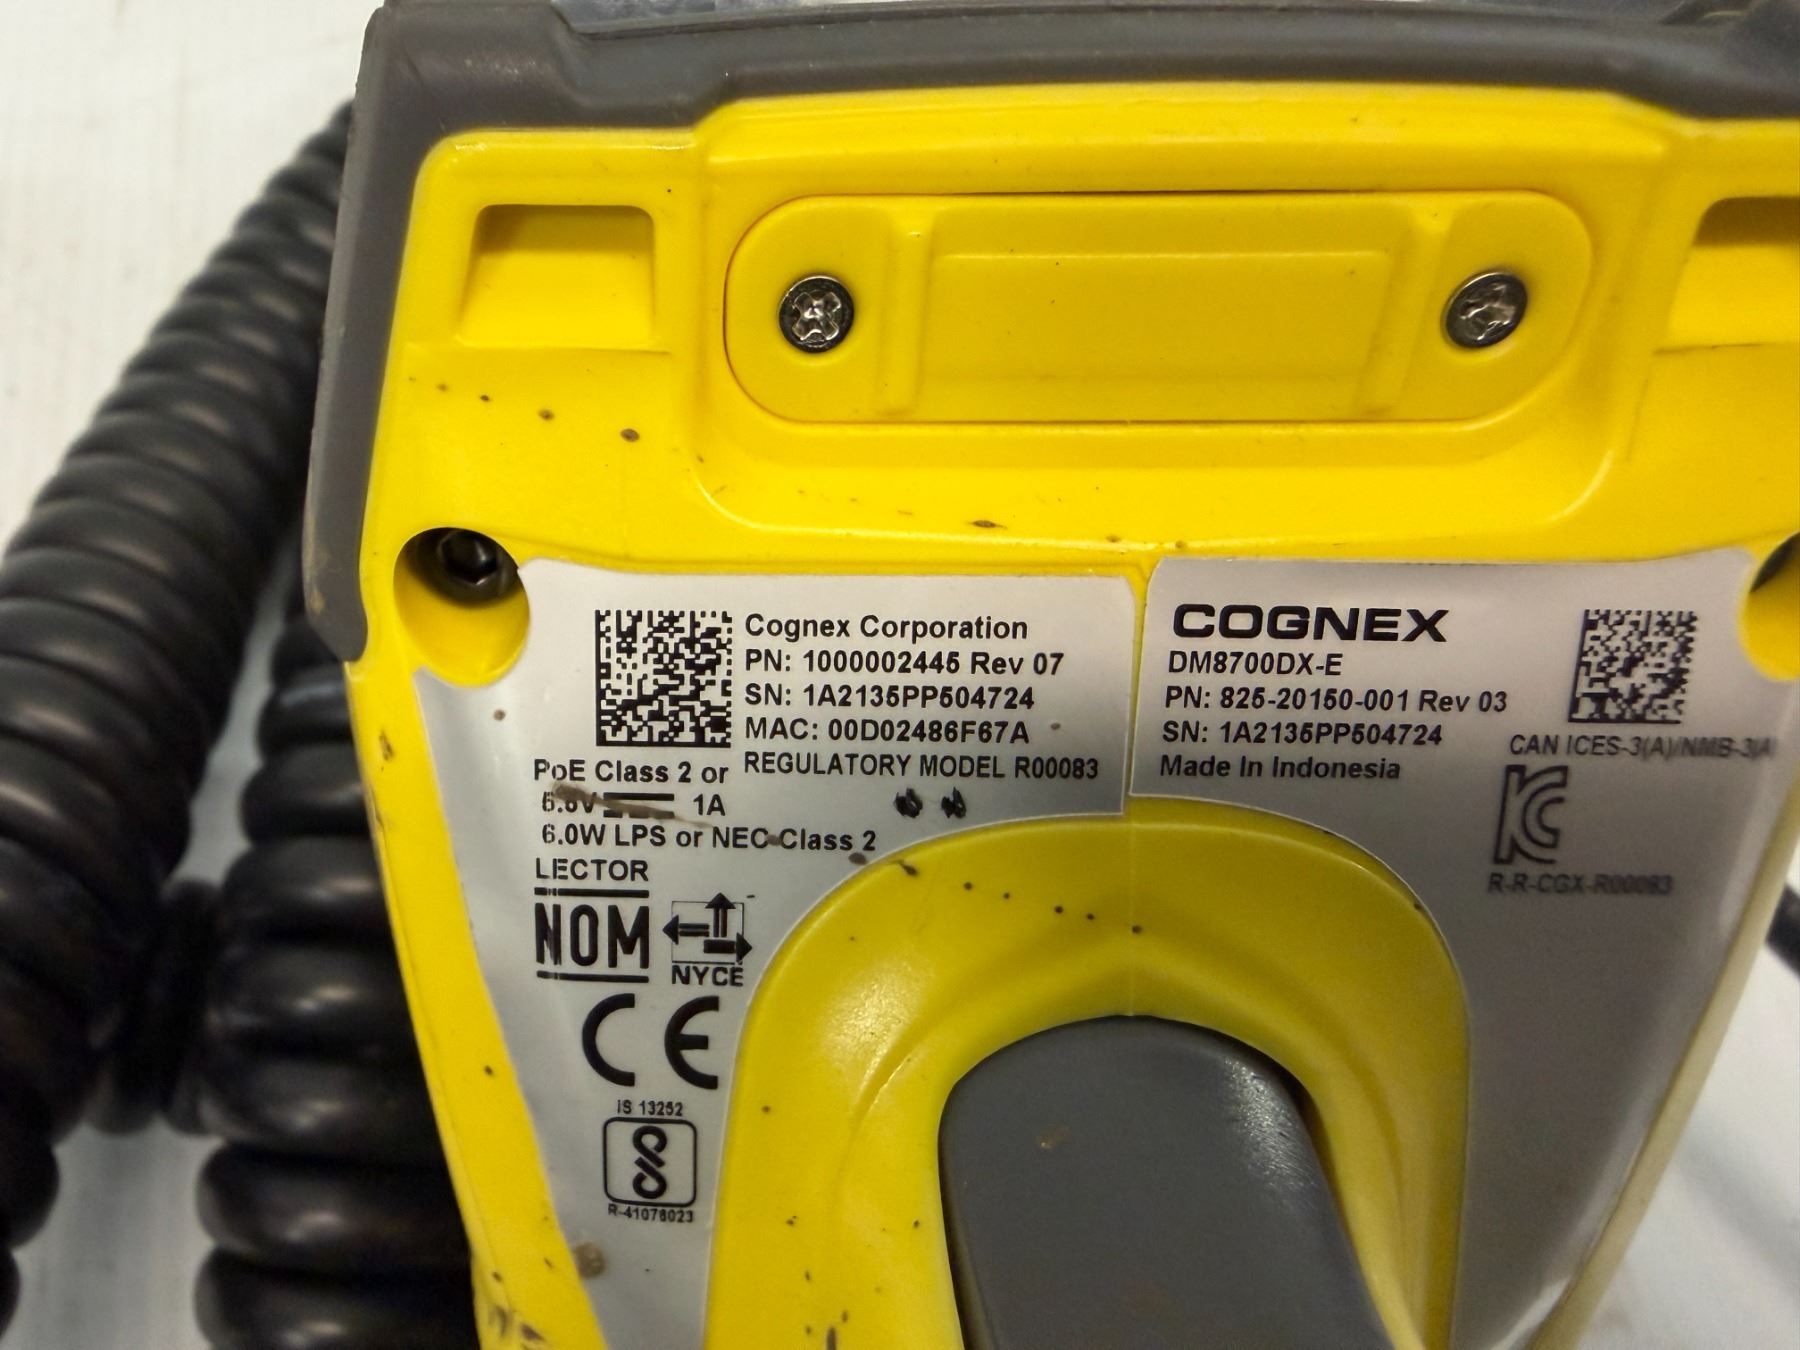 Cognex Corporation
PN: 1000002445 Rev 07
SN: 1A2135PP504724
MAC: 00D02486F67A
REGULATORY MODEL R00083
PoE Class 2 or
1A
6.0W LPS or NEC Class 2
LECTOR
NOM
NYCE
CE
IS 13252
R-41078023
COGNEX
DM8700DX-E
PN: 825-20150-001 Rev 03
SN: 1A2135PP504724
Made In Indonesia
CAN ICES-3(A)/NMB-3(A
KC
R-R-CGX-R00083